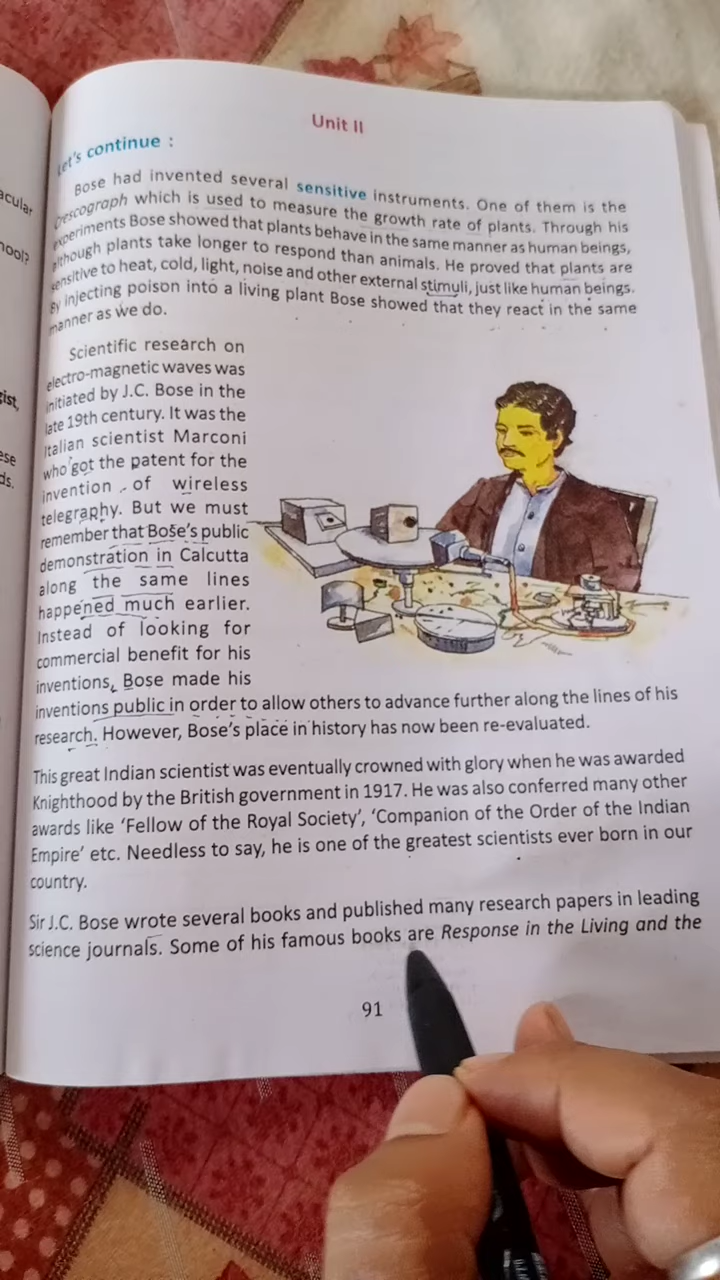 Unit II
Let's continue :
Bose had invented several sensitive instruments. One of them is the
Crescograph which is used to measure the growth rate of plants. Through his
experiments Bose showed that plants behave in the same manner as human beings,
although plants take longer to respond than animals. He proved that plants are
sensitive to heat, cold, light, noise and other external stimuli, just like human beings.
By injecting poison into a living plant Bose showed that they react in the same
manner as we do.
Scientific research on
electro-magnetic waves was
initiated by J.C. Bose in the
late 19th century. It was the
Italian scientist Marconi
who got the patent for the
invention of wireless
telegraphy. But we must
remember that Bose's public
demonstration in Calcutta
along the same lines
happened much earlier.
Instead of looking for
commercial benefit for his
inventions, Bose made his
inventions public in order to allow others to advance further along the lines of his
research. However, Bose's place in history has now been re-evaluated.
This great Indian scientist was eventually crowned with glory when he was awarded
Knighthood by the British government in 1917. He was also conferred many other
awards like 'Fellow of the Royal Society', 'Companion of the Order of the Indian
Empire' etc. Needless to say, he is one of the greatest scientists ever born in our
country.
Sir J.C. Bose wrote several books and published many research papers in leading
science journals. Some of his famous books are Response in the Living and the
91